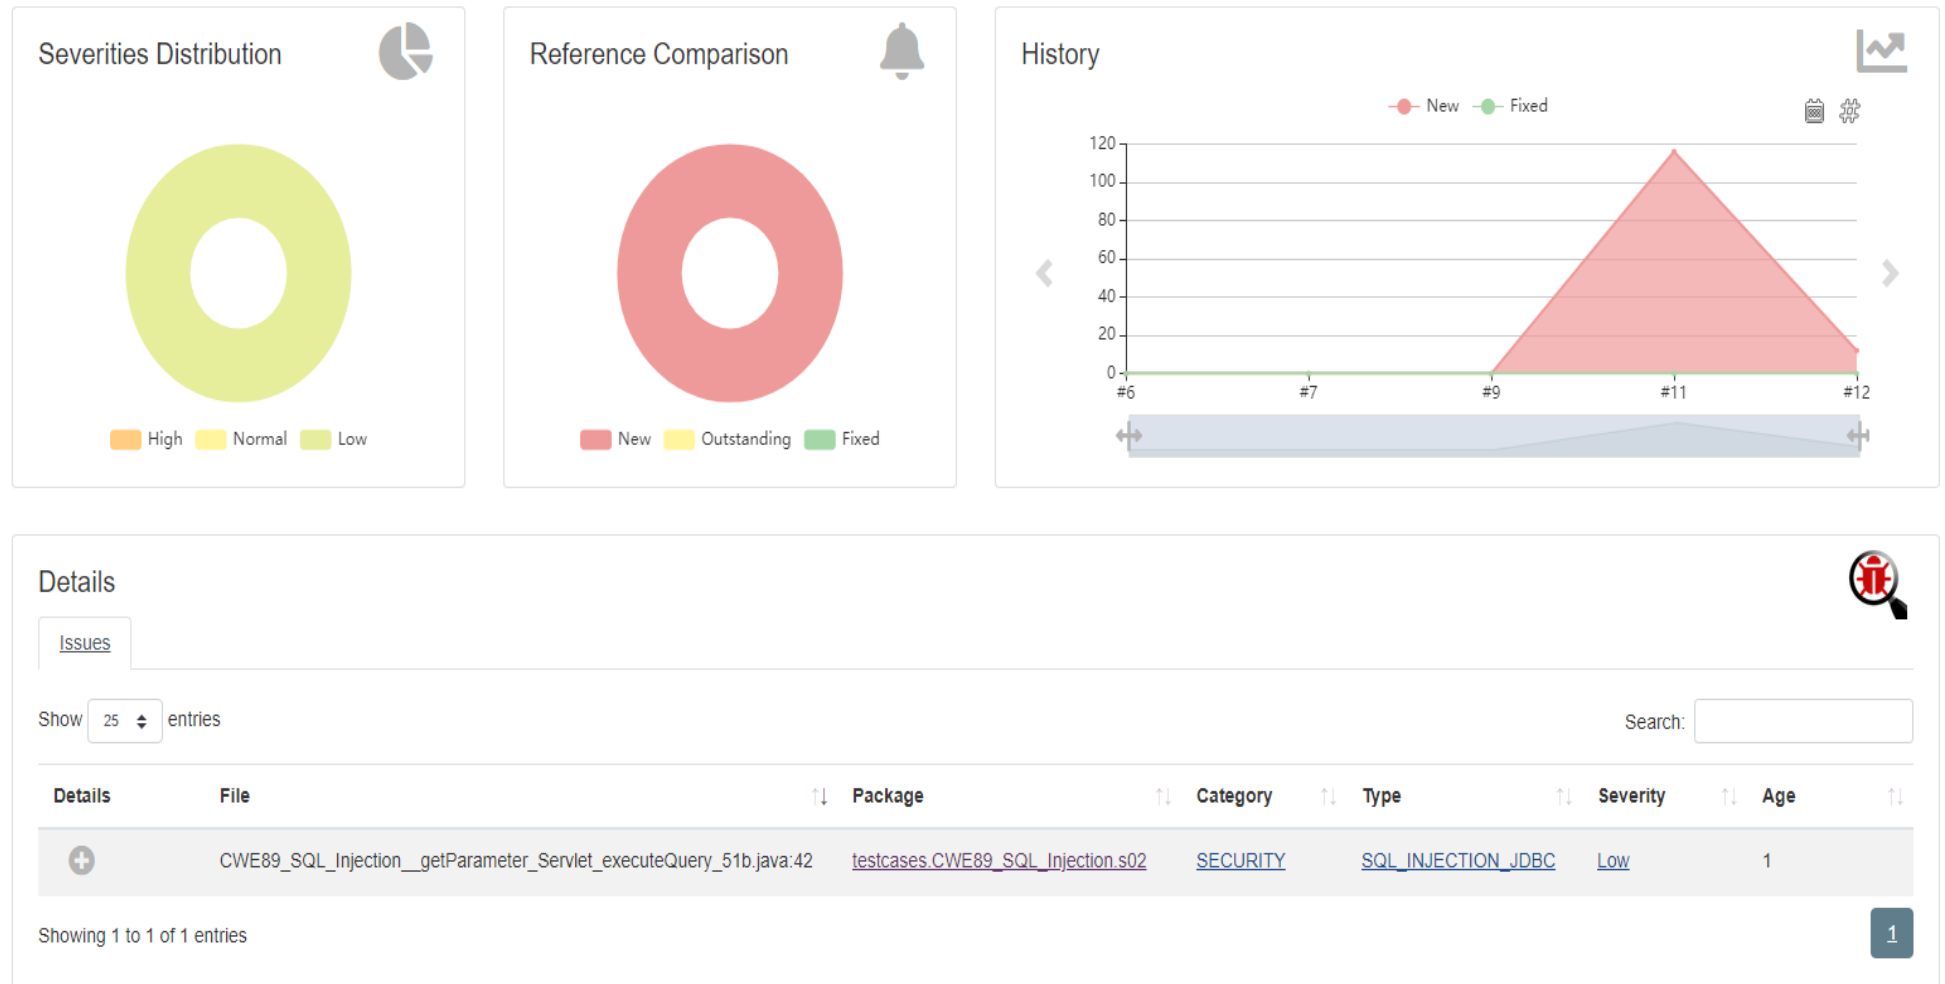 Severities Distribution
High Normal Low
Reference Comparison
New Outstanding Fixed
History
New Fixed
120
100
80
60
40
20
0
#6 #7 #9 #11 #12
Details
Issues
Show 25 entries
Search:
Details File Package Category Type Severity Age
CWE89_SQL_Injection__getParameter_Servlet_executeQuery_51b.java:42 testcases.CWE89_SQL_Injection.s02 SECURITY SQL_INJECTION_JDBC Low 1
Showing 1 to 1 of 1 entries
1